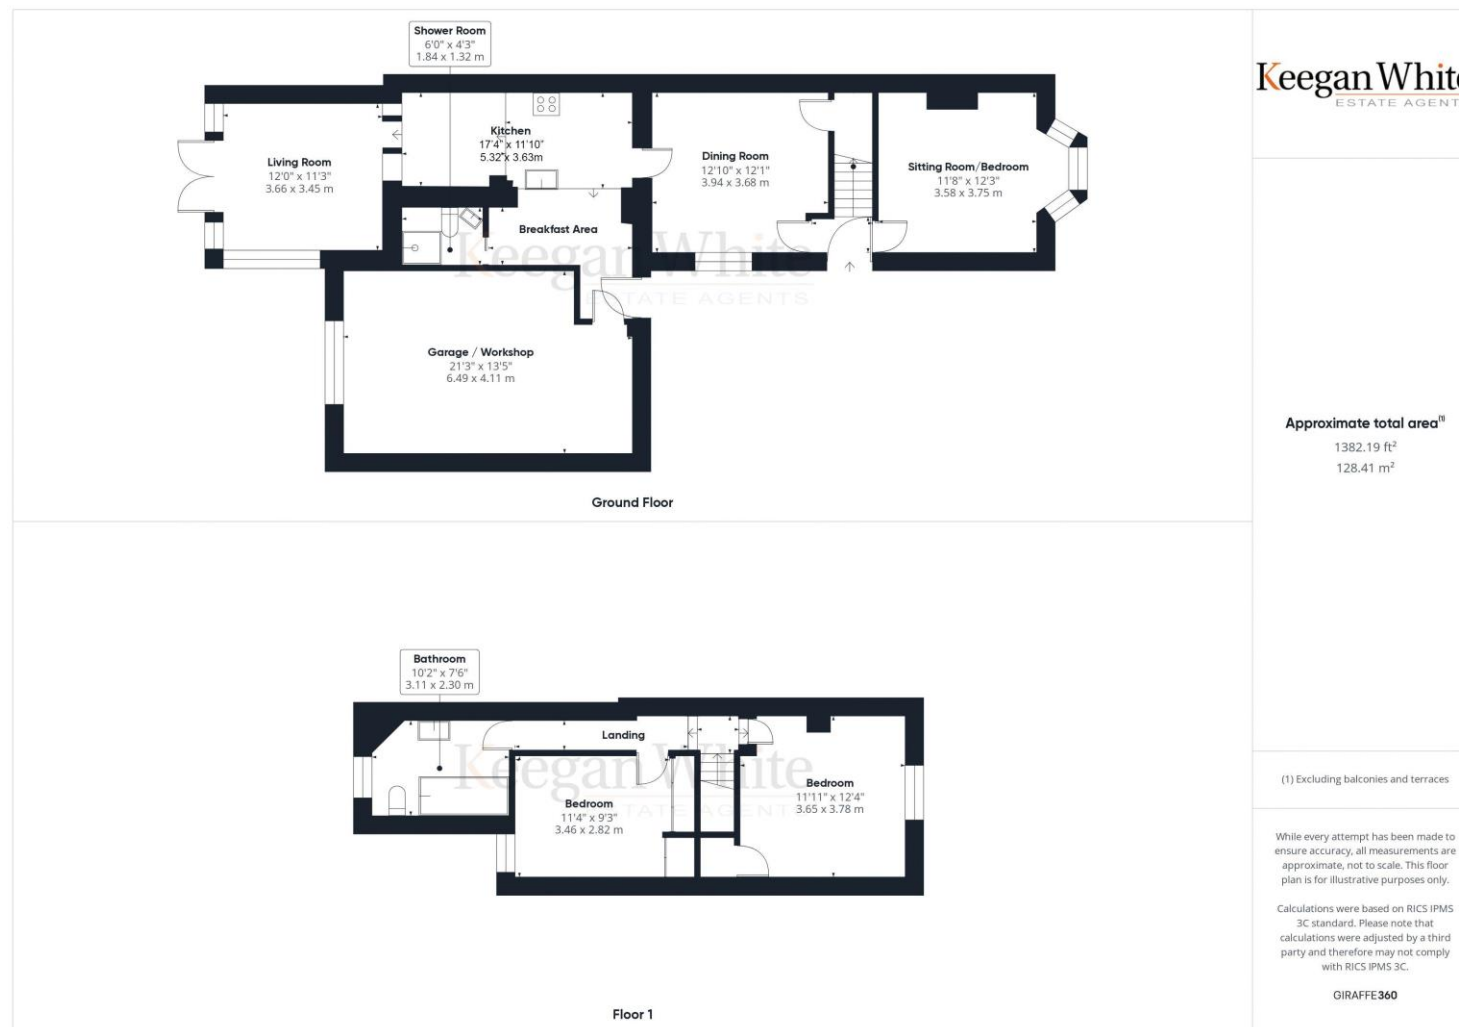 Shower Room
6'0" x 4'3"
1.84 x 1.32 m
Kitchen
17'4" x 11'10"
5.32 x 3.63m
Living Room
12'0" x 11'3"
3.66 x 3.45 m
Dining Room
12'10" x 12'1"
3.94 x 3.68 m
Sitting Room/Bedroom
11'8" x 12'3"
3.58 x 3.75 m
Breakfast Area
Keegan White
ESTATE AGENTS
Garage / Workshop
21'3" x 13'5"
6.49 x 4.11 m
Ground Floor
Bathroom
10'2" x 7'6"
3.11 x 2.30 m
Landing
Keegan White
ESTATE AGENTS
Bedroom
11'4" x 9'3"
3.46 x 2.82 m
Bedroom
11'11" x 12'4"
3.65 x 3.78 m
Floor 1
Keegan White
ESTATE AGENT
Approximate total area(1)
1382.19 ft²
128.41 m²
(1) Excluding balconies and terraces
While every attempt has been made to
ensure accuracy, all measurements are
approximate, not to scale. This floor
plan is for illustrative purposes only.
Calculations were based on RICS IPMS
3C standard. Please note that
calculations were adjusted by a third
party and therefore may not comply
with RICS IPMS 3C.
GIRAFFE360